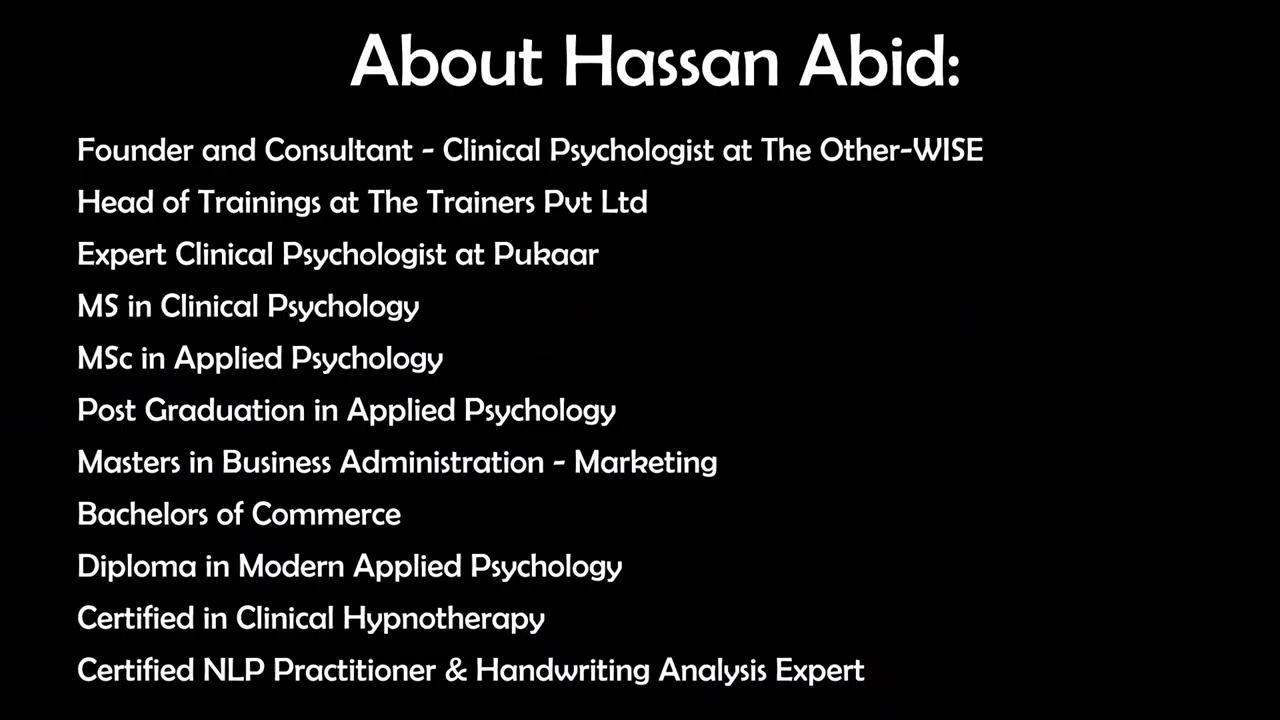 About Hassan Abid:
Founder and Consultant - Clinical Psychologist at The Other-WISE
Head of Trainings at The Trainers Pvt Ltd
Expert Clinical Psychologist at Pukaar
MS in Clinical Psychology
MSc in Applied Psychology
Post Graduation in Applied Psychology
Masters in Business Administration - Marketing
Bachelors of Commerce
Diploma in Modern Applied Psychology
Certified in Clinical Hypnotherapy
Certified NLP Practitioner & Handwriting Analysis Expert